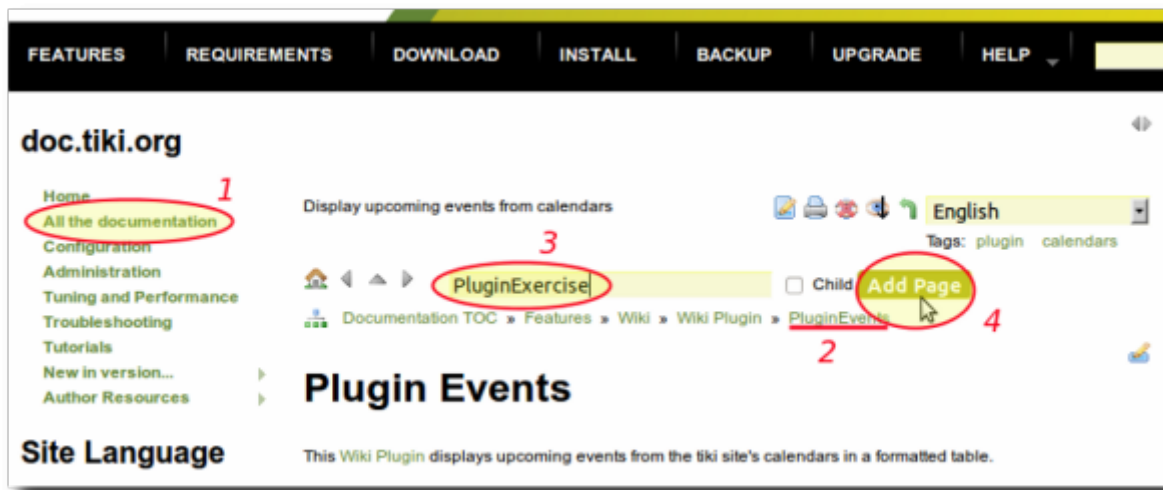 FEATURES REQUIREMENTS DOWNLOAD INSTALL BACKUP UPGRADE HELP
doc.tiki.org
Home
1
All the documentation
Configuration
Administration
Tuning and Performance
Troubleshooting
Tutorials
New in version...
Author Resources
Site Language
Display upcoming events from calendars
English
Tags: plugin calendars
3
PluginExercise
Child Add Page
4
Documentation TOC » Features » Wiki » Wiki Plugin » PluginEvents
2
Plugin Events
This Wiki Plugin displays upcoming events from the tiki site's calendars in a formatted table.